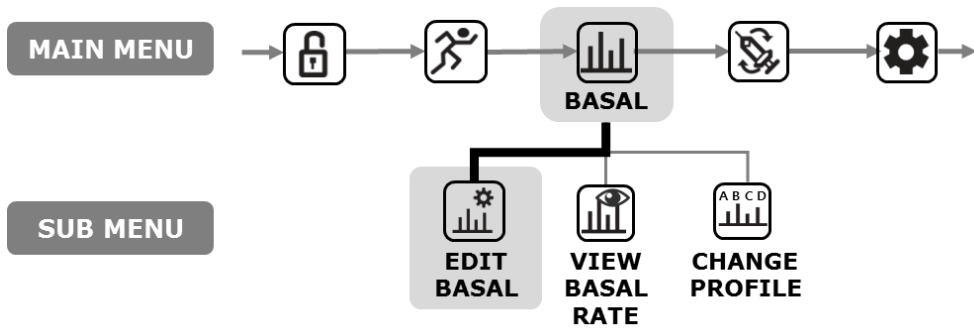 MAIN MENU
BASAL
A B C D
SUB MENU
EDIT
BASAL
VIEW
BASAL
RATE
CHANGE
PROFILE